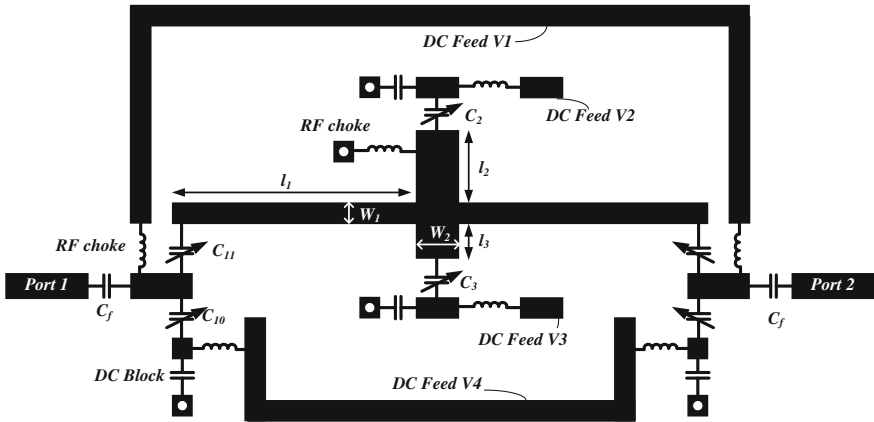 DC Feed V1
C2
DC Feed V2
RF choke
l2
l1
W1
W2
l3
C11
RF choke
Port 1
Cf
C3
Port 2
Cf
C10
DC Feed V3
DC Block
DC Feed V4